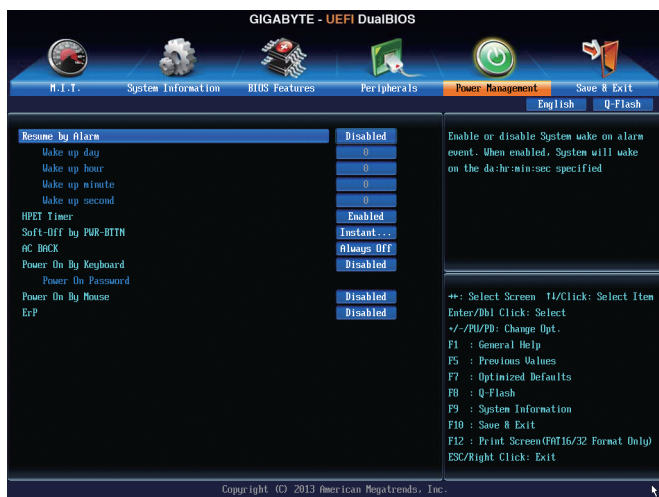 GIGABYTE - UEFI DualBIOS
M.I.T. System Information BIOS Features Peripherals Power Management Save & Exit
English Q-Flash
Resume by Alarm Disabled
Wake up day 0
Wake up hour 0
Wake up minute 0
Wake up second 0
HPET Timer Enabled
Soft-Off by PWR-BTTN Instant...
AC BACK Always Off
Power On By Keyboard Disabled
Power On Password
Power On By Mouse Disabled
ErP Disabled
Enable or disable System wake on alarm
event. When enabled, System will wake
on the da:hr:min:sec specified
→←: Select Screen ↑↓/Click: Select Item
Enter/Dbl Click: Select
+/-/PU/PD: Change Opt.
F1 : General Help
F5 : Previous Values
F7 : Optimized Defaults
F8 : Q-Flash
F9 : System Information
F10 : Save & Exit
F12 : Print Screen(FAT16/32 Format Only)
ESC/Right Click: Exit
Copyright (C) 2013 American Megatrends, Inc.